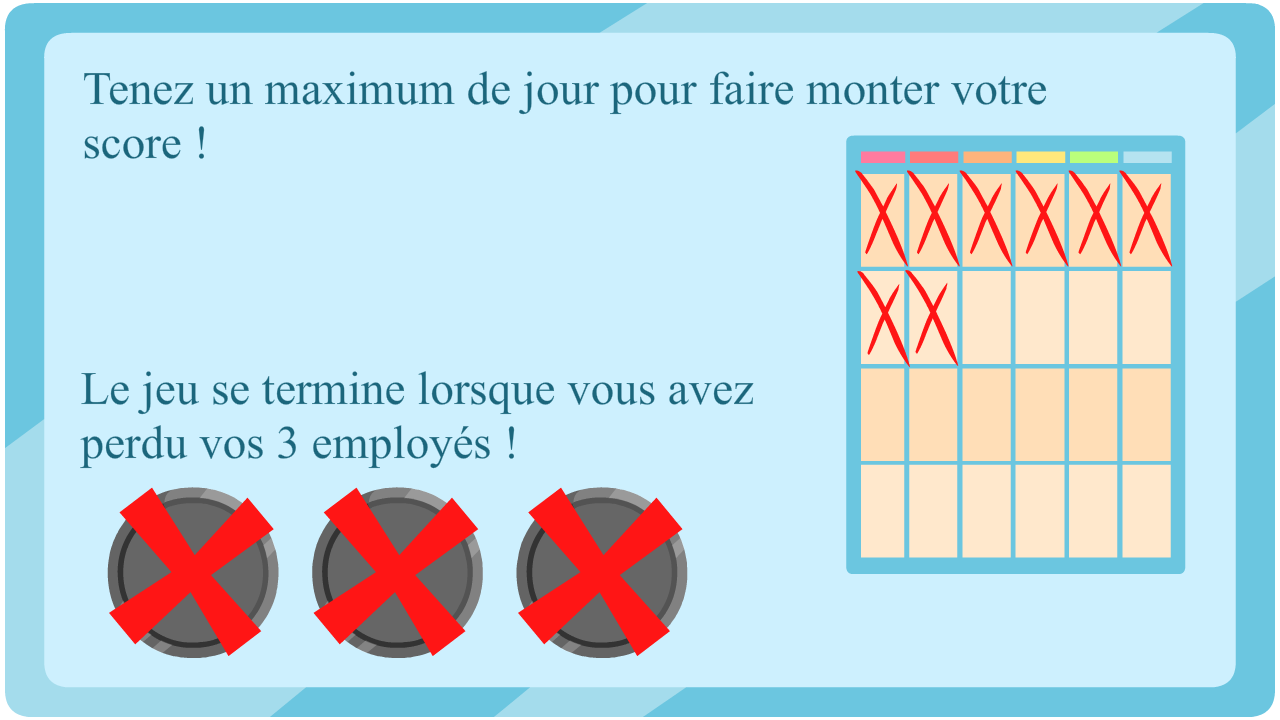 Tenez un maximum de jour pour faire monter votre
score !
Le jeu se termine lorsque vous avez
perdu vos 3 employés !